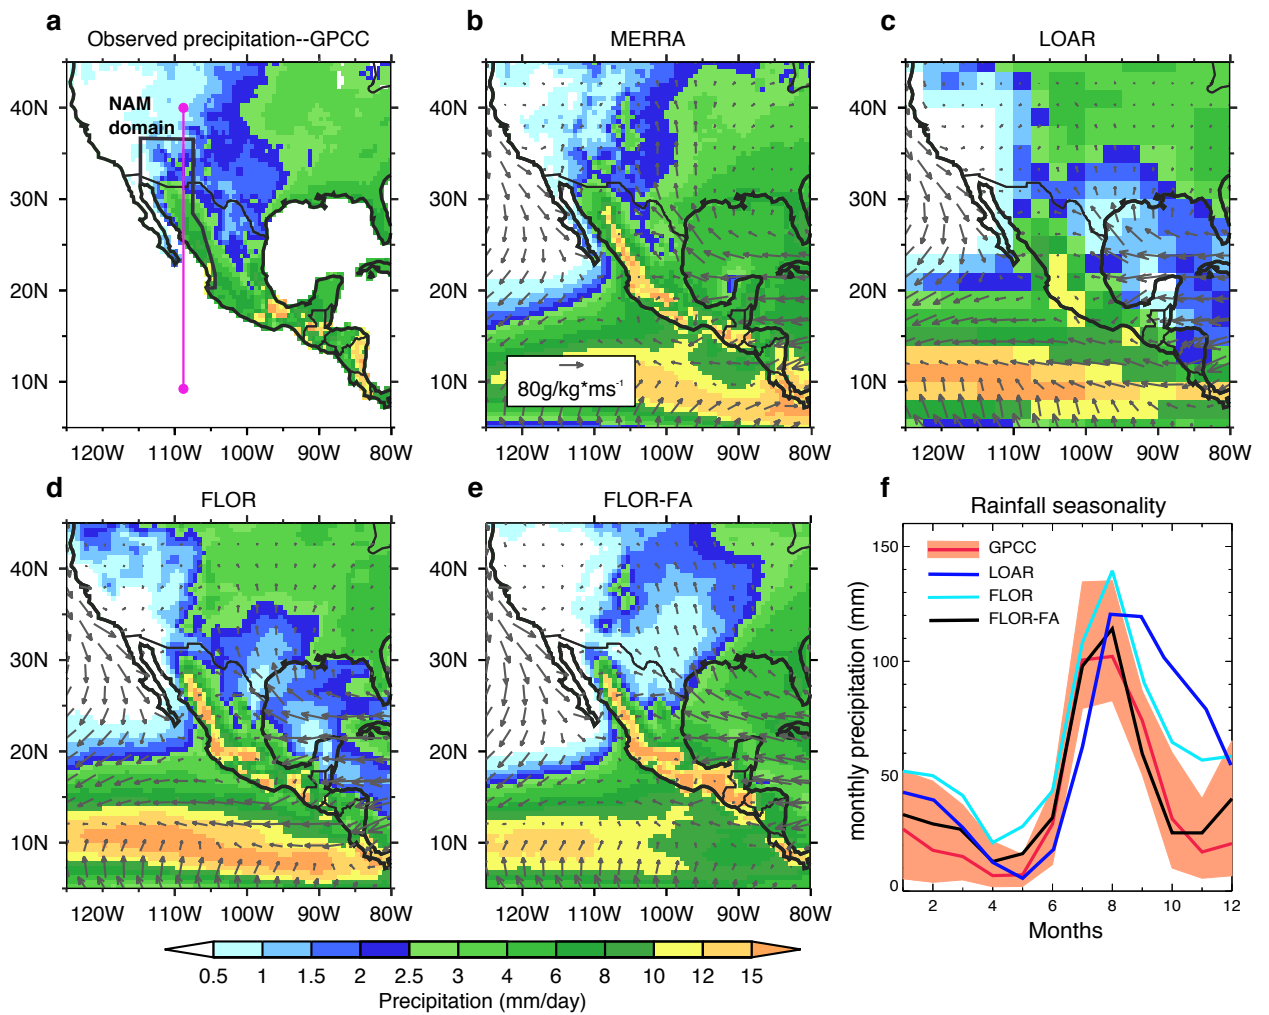 a
Observed precipitation--GPCC
b
MERRA
c
LOAR
NAM
domain
40N
30N
20N
10N
120W 110W 100W 90W 80W
40N
30N
20N
10N
80g/kg*ms⁻¹
120W 110W 100W 90W 80W
40N
30N
20N
10N
120W 110W 100W 90W 80W
d
FLOR
e
FLOR-FA
f
Rainfall seasonality
40N
30N
20N
10N
120W 110W 100W 90W 80W
40N
30N
20N
10N
120W 110W 100W 90W 80W
GPCC
LOAR
FLOR
FLOR-FA
monthly precipitation (mm)
150
100
50
0
2 4 6 8 10 12
Months
0.5 1 1.5 2 2.5 3 4 6 8 10 12 15
Precipitation (mm/day)